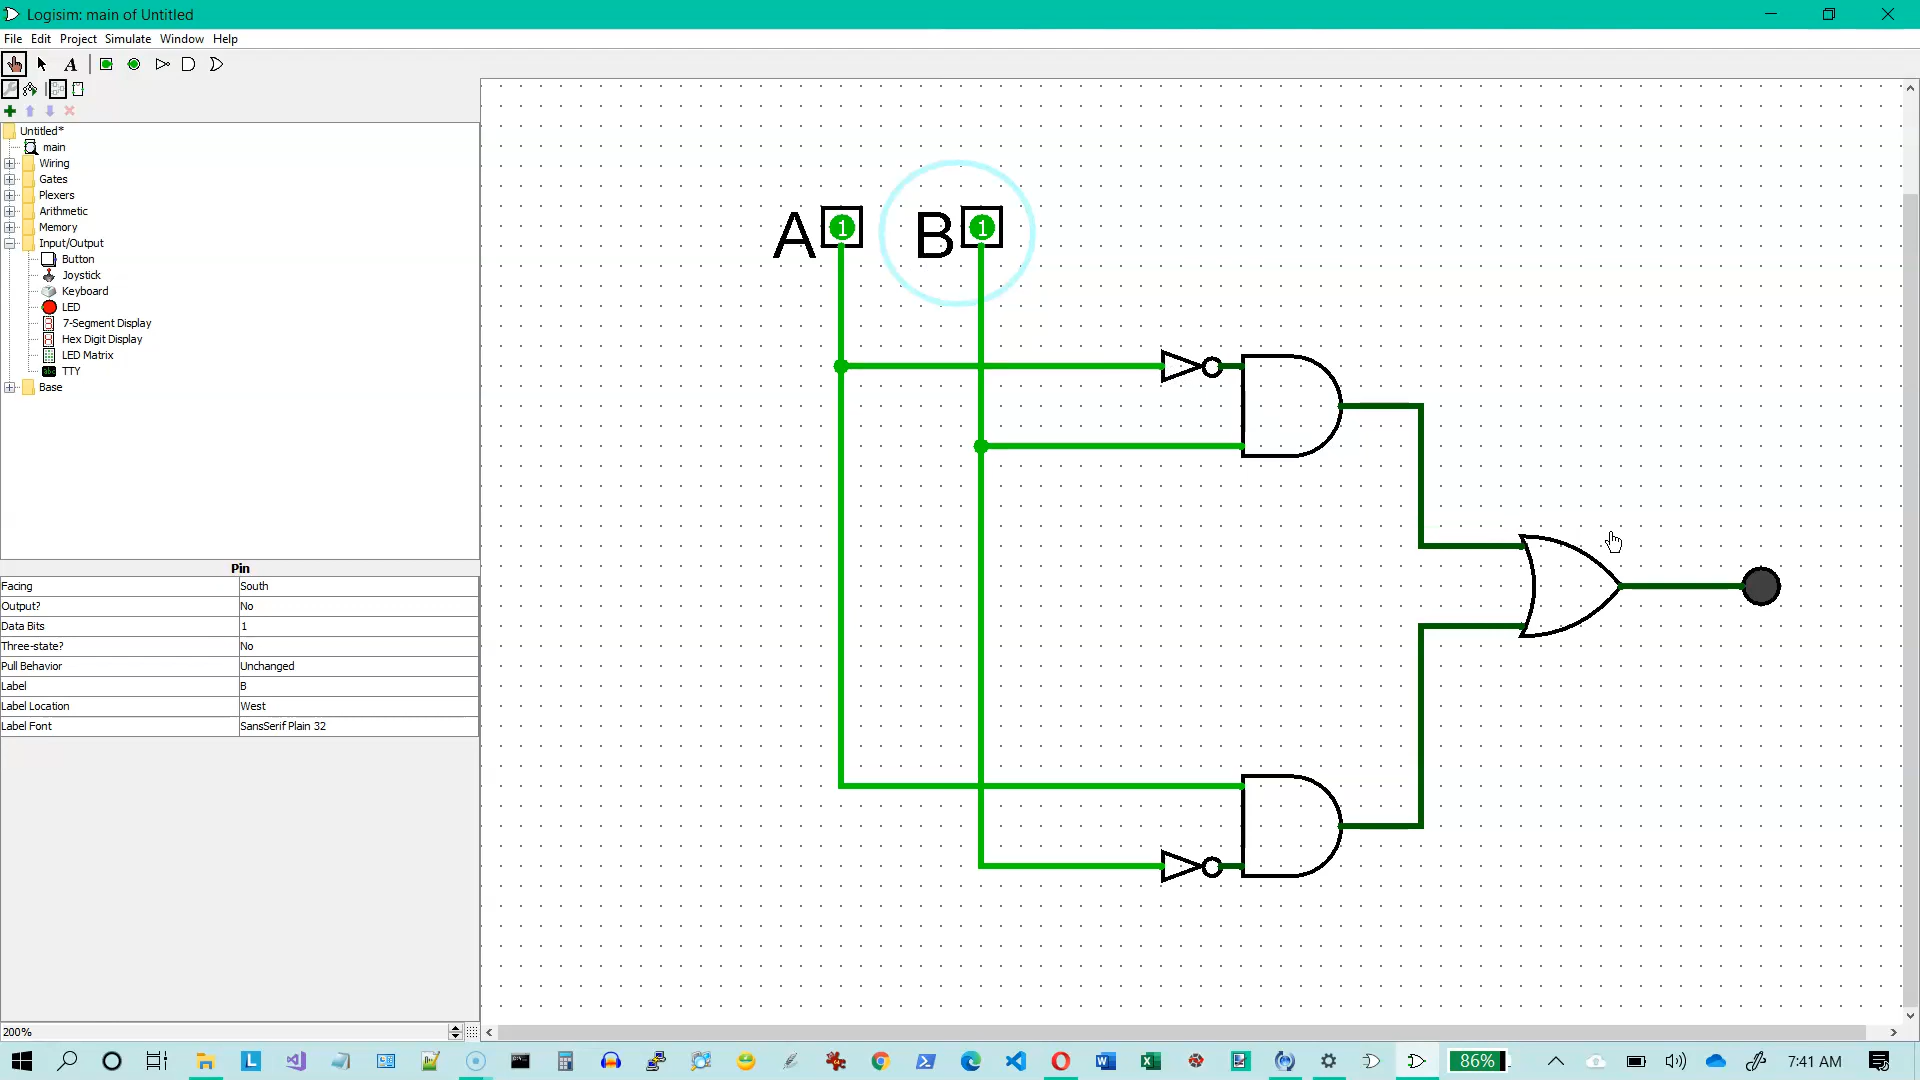 Logisim: main of Untitled
File Edit Project Simulate Window Help
A
Untitled*
main
Wiring
Gates
Plexers
Arithmetic
Memory
Input/Output
Button
Joystick
Keyboard
LED
7-Segment Display
Hex Digit Display
LED Matrix
TTY
Base
Pin
Facing South
Output? No
Data Bits 1
Three-state? No
Pull Behavior Unchanged
Label B
Label Location West
Label Font SansSerif Plain 32
200%
A 1 B 1
86% 7:41 AM